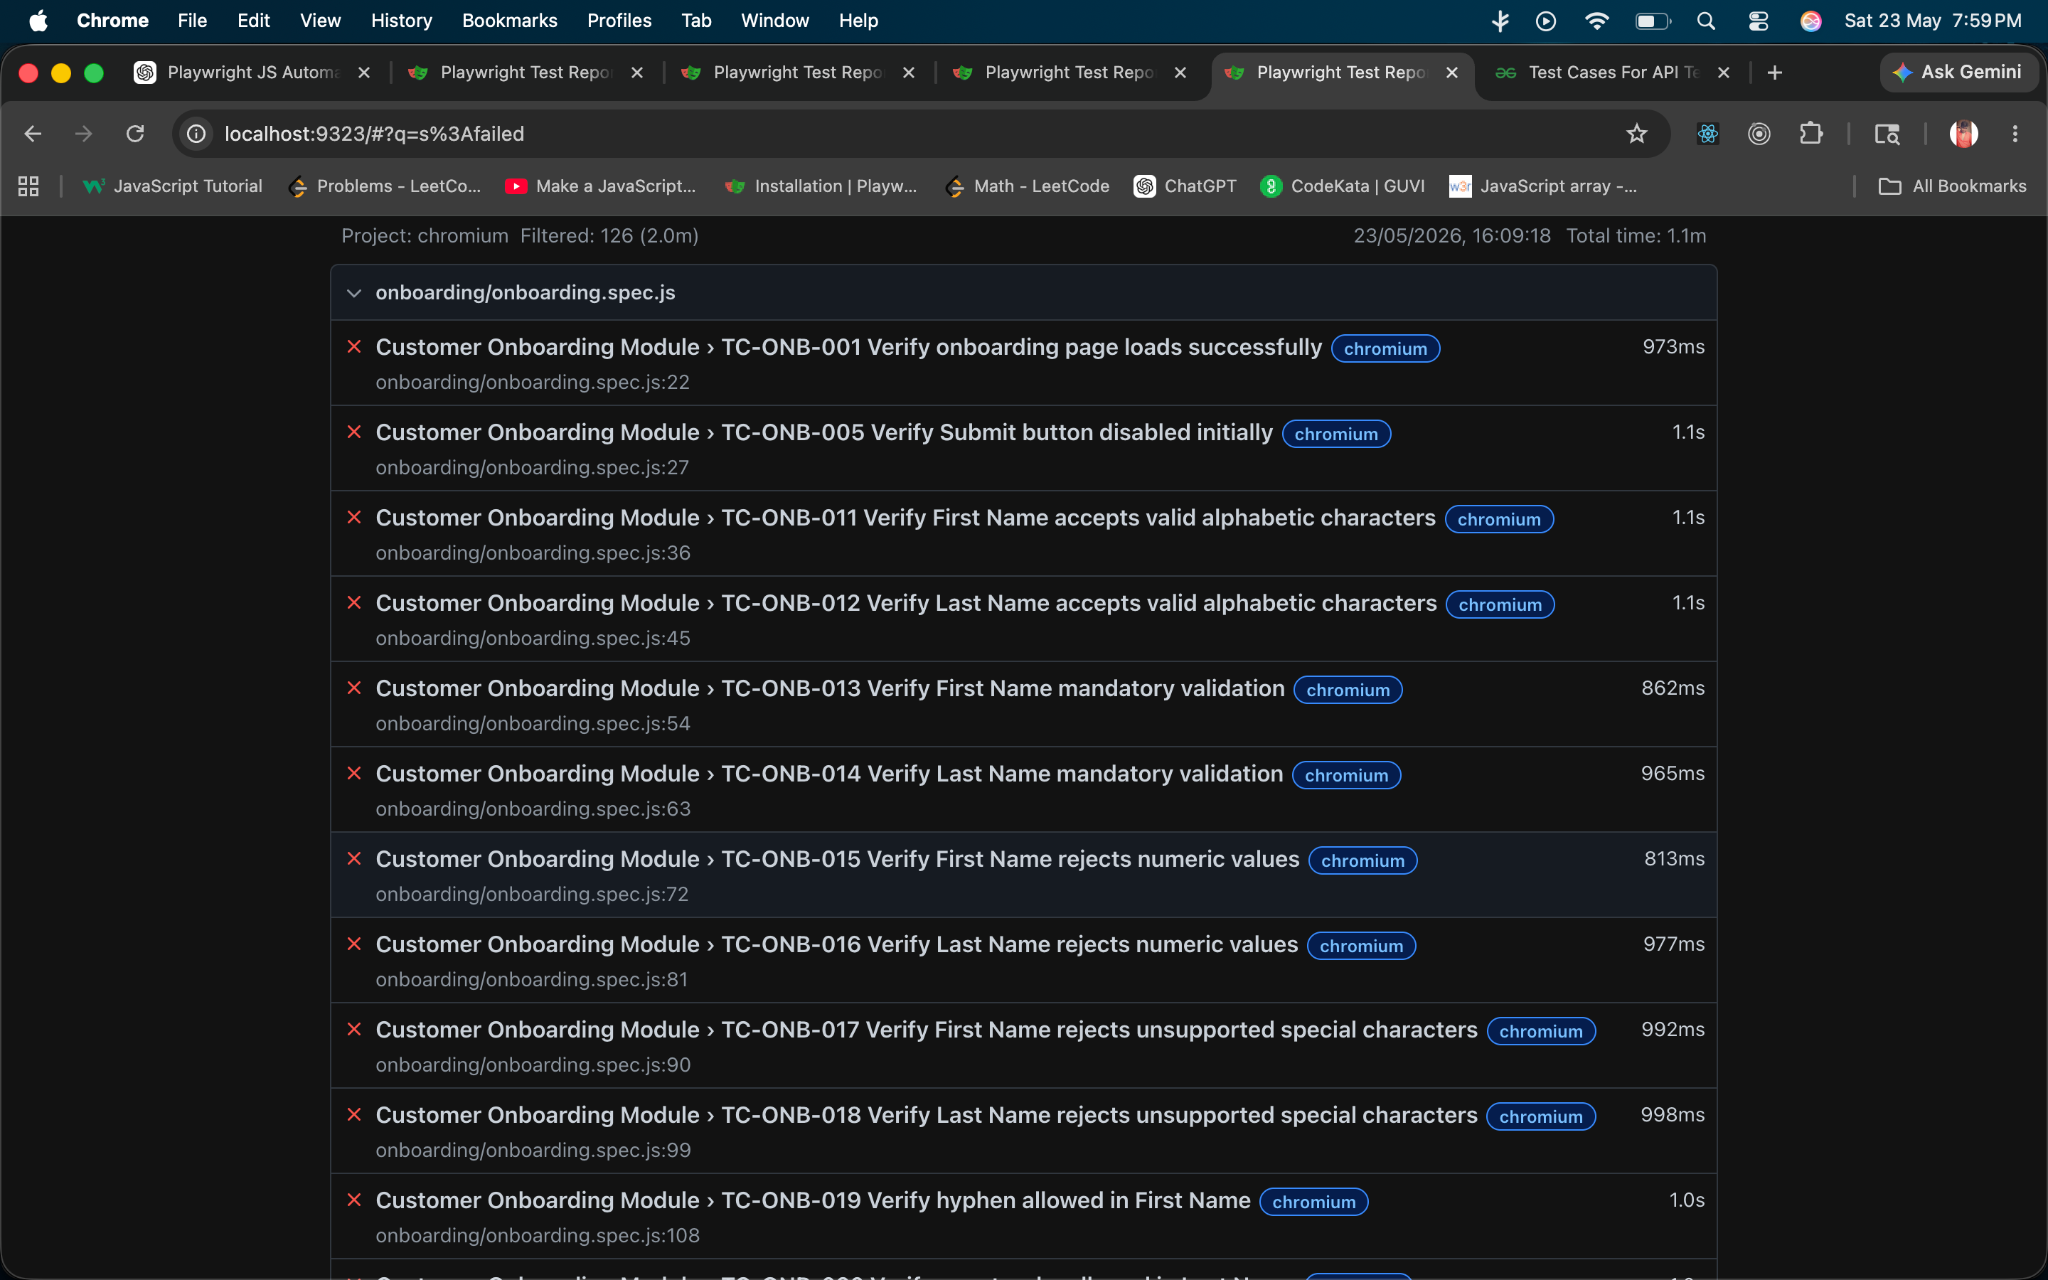 Chrome File Edit View History Bookmarks Profiles Tab Window Help Sat 23 May 7:59 PM
Playwright JS Automa Playwright Test Repo Playwright Test Repo Playwright Test Repo Playwright Test Repo Test Cases For API Te Ask Gemini
localhost:9323/#?q=s%3Afailed
JavaScript Tutorial Problems - LeetCo... Make a JavaScript... Installation | Playw... Math - LeetCode ChatGPT CodeKata | GUVI JavaScript array -... All Bookmarks
Project: chromium Filtered: 126 (2.0m) 23/05/2026, 16:09:18 Total time: 1.1m
onboarding/onboarding.spec.js
Customer Onboarding Module › TC-ONB-001 Verify onboarding page loads successfully chromium 973ms
onboarding/onboarding.spec.js:22
Customer Onboarding Module › TC-ONB-005 Verify Submit button disabled initially chromium 1.1s
onboarding/onboarding.spec.js:27
Customer Onboarding Module › TC-ONB-011 Verify First Name accepts valid alphabetic characters chromium 1.1s
onboarding/onboarding.spec.js:36
Customer Onboarding Module › TC-ONB-012 Verify Last Name accepts valid alphabetic characters chromium 1.1s
onboarding/onboarding.spec.js:45
Customer Onboarding Module › TC-ONB-013 Verify First Name mandatory validation chromium 862ms
onboarding/onboarding.spec.js:54
Customer Onboarding Module › TC-ONB-014 Verify Last Name mandatory validation chromium 965ms
onboarding/onboarding.spec.js:63
Customer Onboarding Module › TC-ONB-015 Verify First Name rejects numeric values chromium 813ms
onboarding/onboarding.spec.js:72
Customer Onboarding Module › TC-ONB-016 Verify Last Name rejects numeric values chromium 977ms
onboarding/onboarding.spec.js:81
Customer Onboarding Module › TC-ONB-017 Verify First Name rejects unsupported special characters chromium 992ms
onboarding/onboarding.spec.js:90
Customer Onboarding Module › TC-ONB-018 Verify Last Name rejects unsupported special characters chromium 998ms
onboarding/onboarding.spec.js:99
Customer Onboarding Module › TC-ONB-019 Verify hyphen allowed in First Name chromium 1.0s
onboarding/onboarding.spec.js:108